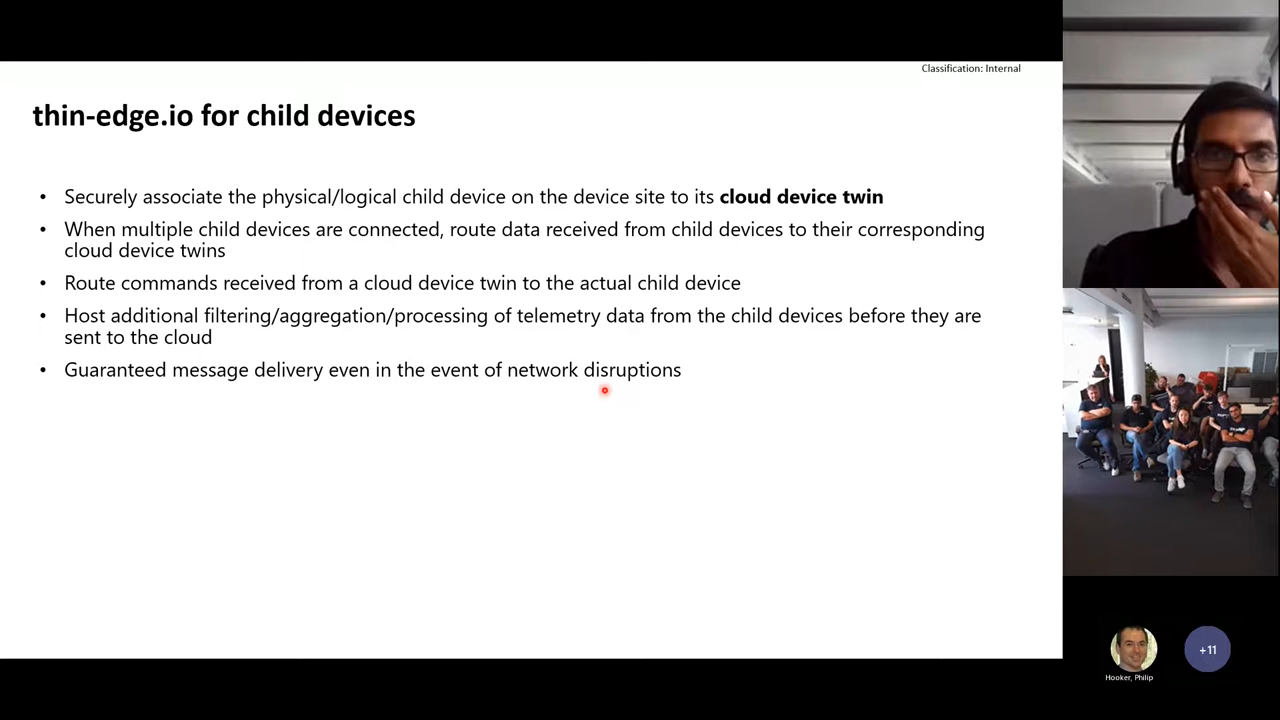 Classification: Internal
thin-edge.io for child devices
• Securely associate the physical/logical child device on the device site to its cloud device twin
• When multiple child devices are connected, route data received from child devices to their corresponding
cloud device twins
• Route commands received from a cloud device twin to the actual child device
• Host additional filtering/aggregation/processing of telemetry data from the child devices before they are
sent to the cloud
• Guaranteed message delivery even in the event of network disruptions
+11
Hooker, Philip